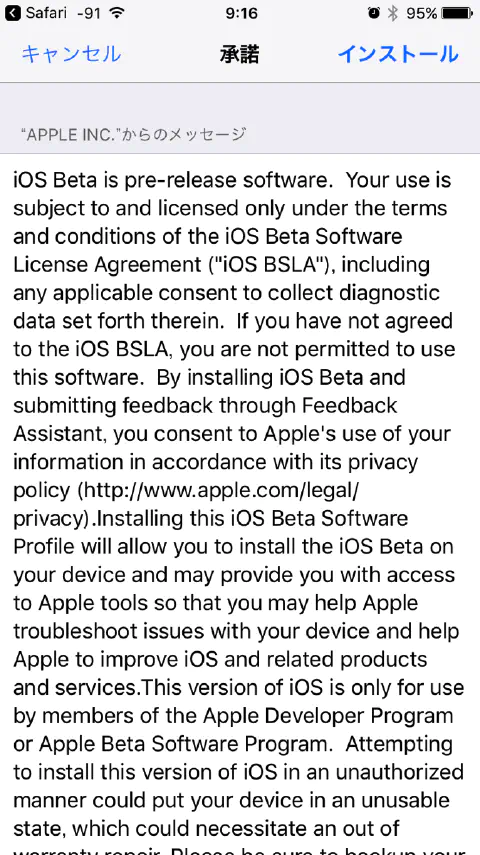 Safari -91 9:16 95%
キャンセル 承諾 インストール
“APPLE INC.”からのメッセージ
iOS Beta is pre-release software.  Your use is
subject to and licensed only under the terms
and conditions of the iOS Beta Software
License Agreement ("iOS BSLA"), including
any applicable consent to collect diagnostic
data set forth therein.  If you have not agreed
to the iOS BSLA, you are not permitted to use
this software.  By installing iOS Beta and
submitting feedback through Feedback
Assistant, you consent to Apple's use of your
information in accordance with its privacy
policy (http://www.apple.com/legal/
privacy).Installing this iOS Beta Software
Profile will allow you to install the iOS Beta on
your device and may provide you with access
to Apple tools so that you may help Apple
troubleshoot issues with your device and help
Apple to improve iOS and related products
and services.This version of iOS is only for use
by members of the Apple Developer Program
or Apple Beta Software Program.  Attempting
to install this version of iOS in an unauthorized
manner could put your device in an unusable
state, which could necessitate an out of
warranty repair. Please be sure to backup your